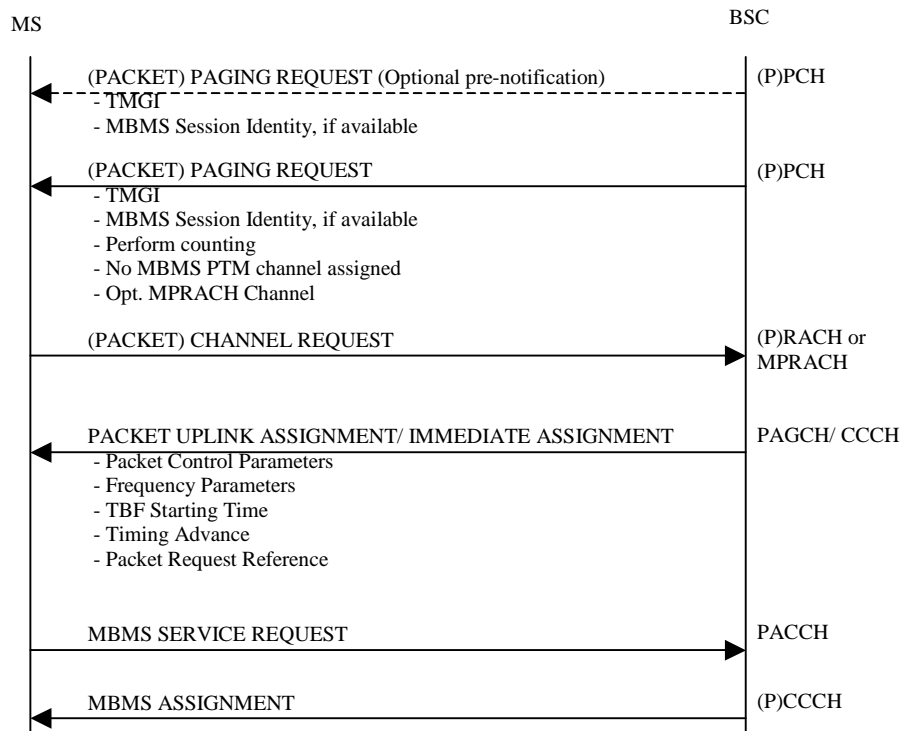 MS
BSC
(PACKET) PAGING REQUEST (Optional pre-notification)
(P)PCH
- TMGI
- MBMS Session Identity, if available
(PACKET) PAGING REQUEST
(P)PCH
- TMGI
- MBMS Session Identity, if available
- Perform counting
- No MBMS PTM channel assigned
- Opt. MPRACH Channel
(PACKET) CHANNEL REQUEST
(P)RACH or
MPRACH
PACKET UPLINK ASSIGNMENT/ IMMEDIATE ASSIGNMENT
PAGCH/ CCCH
- Packet Control Parameters
- Frequency Parameters
- TBF Starting Time
- Timing Advance
- Packet Request Reference
MBMS SERVICE REQUEST
PACCH
MBMS ASSIGNMENT
(P)CCCH